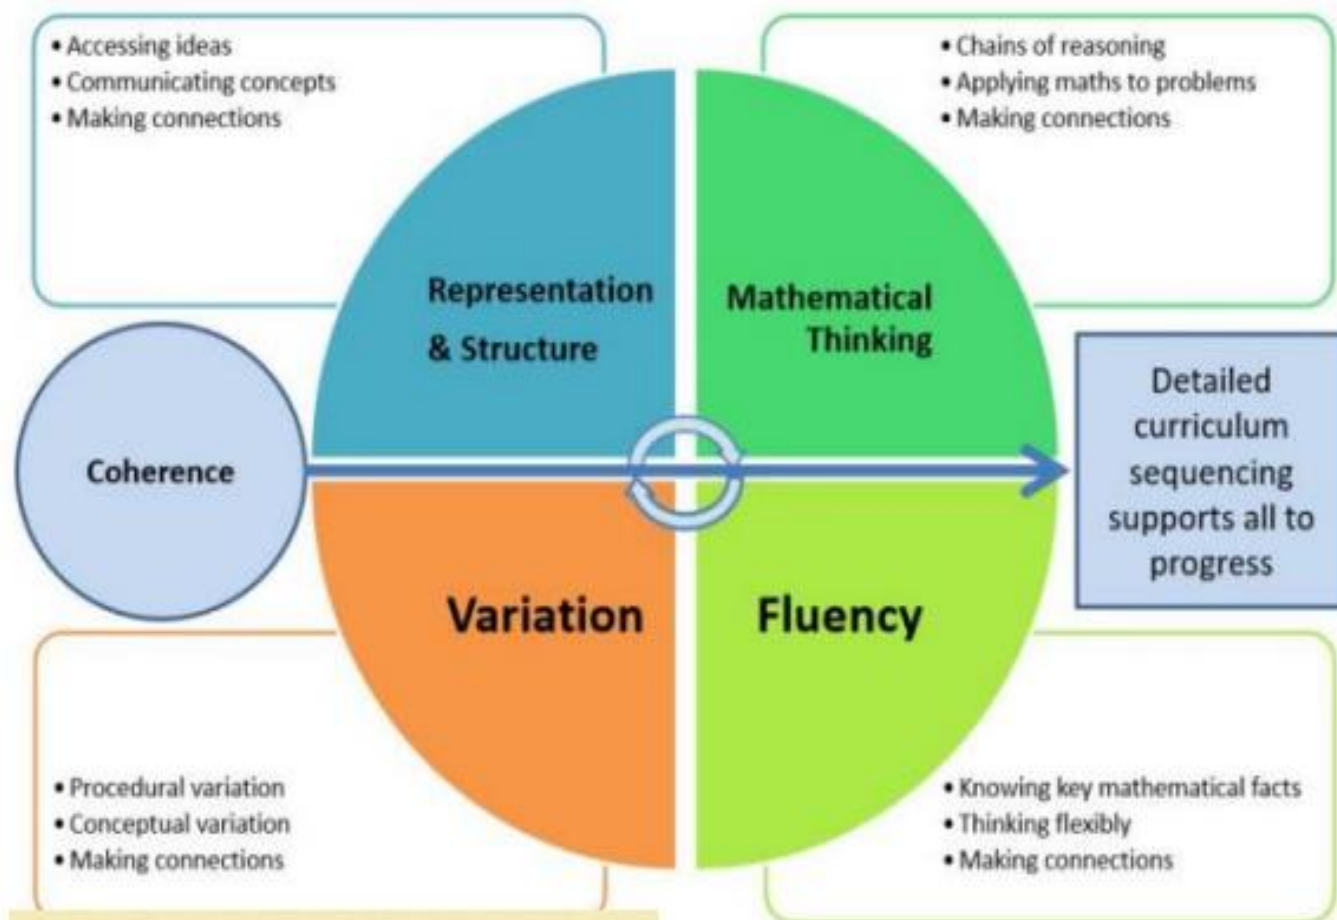 • Accessing ideas
• Communicating concepts
• Making connections
• Chains of reasoning
• Applying maths to problems
• Making connections
Representation
& Structure
Mathematical
Thinking
Coherence
Detailed
curriculum
sequencing
supports all to
progress
Variation
Fluency
• Procedural variation
• Conceptual variation
• Making connections
• Knowing key mathematical facts
• Thinking flexibly
• Making connections